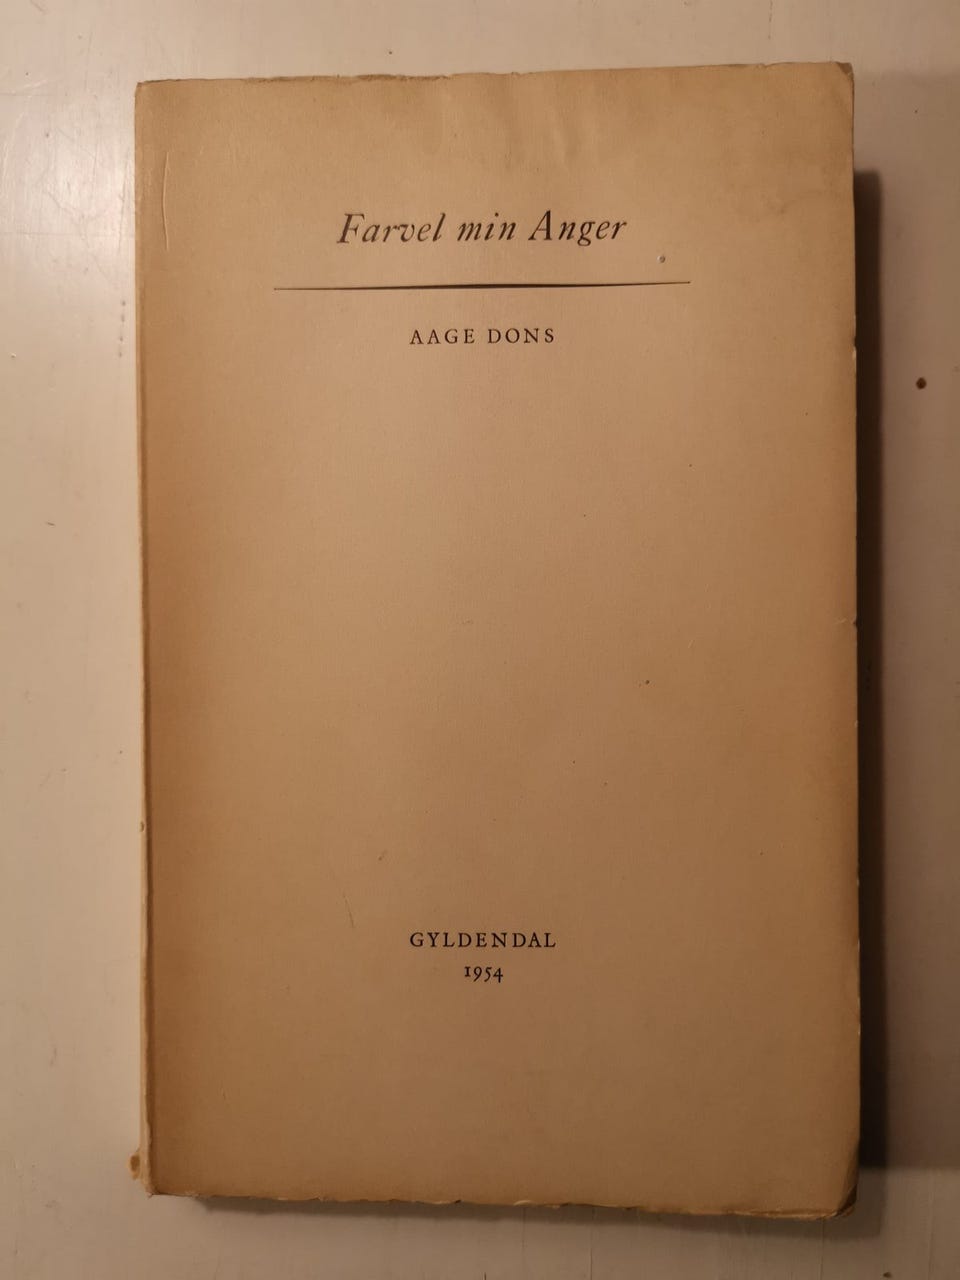 Farvel min Anger
AAGE DONS
GYLDENDAL
1954